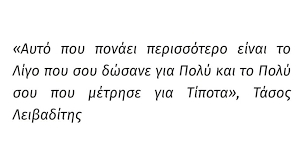 «Αυτό που πονάει περισσότερο είναι το
Λίγο που σου δώσανε για Πολύ και το Πολύ
σου που μέτρησε για Τίποτα», Τάσος
Λειβαδίτης